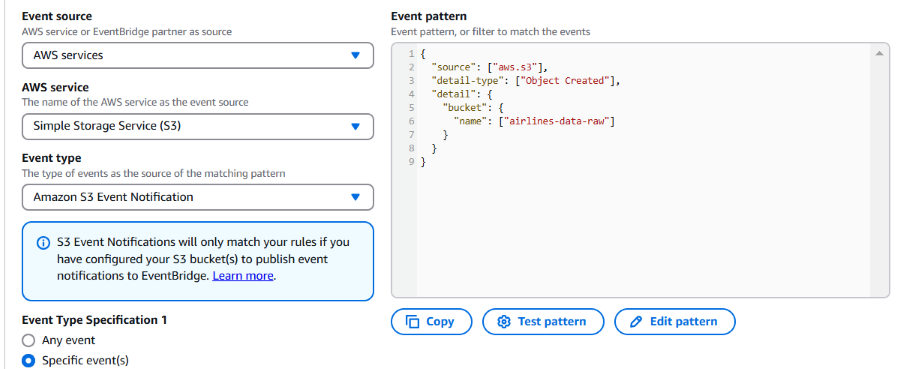 Event source
AWS service or EventBridge partner as source
AWS services
AWS service
The name of the AWS service as the event source
Simple Storage Service (S3)
Event type
The type of events as the source of the matching pattern
Amazon S3 Event Notification
S3 Event Notifications will only match your rules if you
have configured your S3 bucket(s) to publish event
notifications to EventBridge. Learn more.
Event Type Specification 1
Any event
Specific event(s)
Event pattern
Event pattern, or filter to match the events
1 {
2   "source": ["aws.s3"],
3   "detail-type": ["Object Created"],
4   "detail": {
5     "bucket": {
6       "name": ["airlines-data-raw"]
7     }
8   }
9 }
Copy
Test pattern
Edit pattern